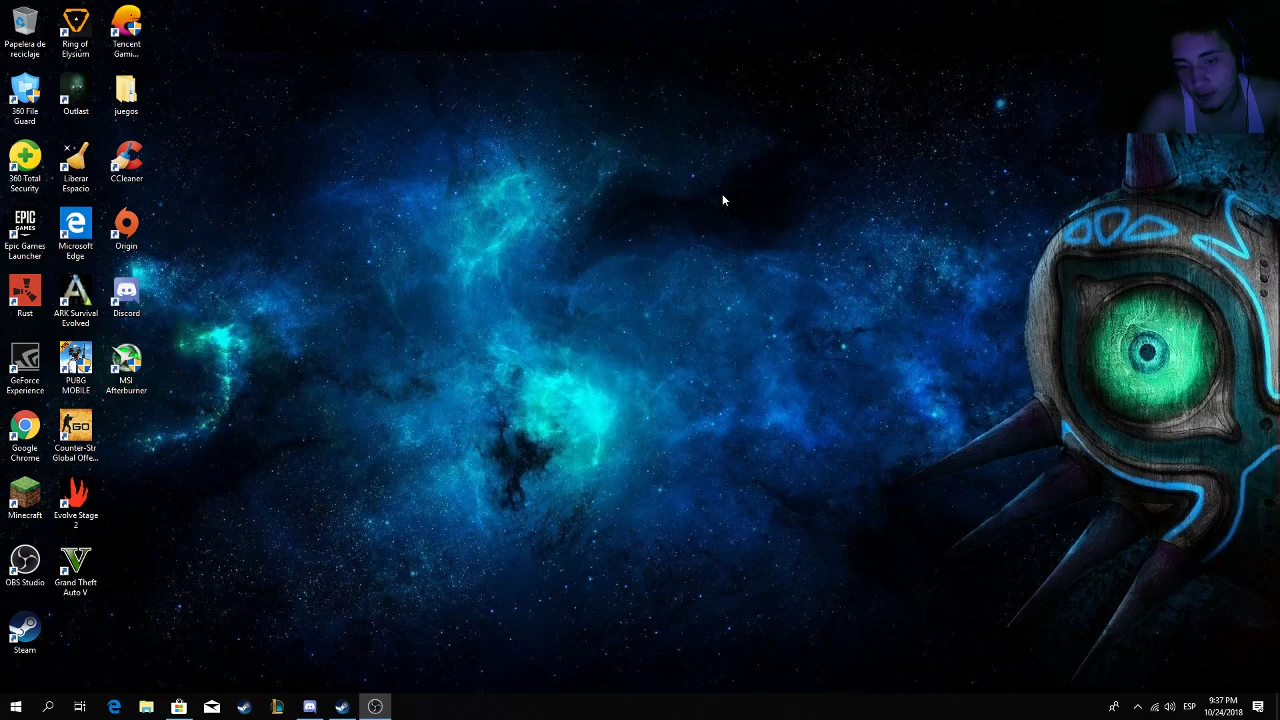 Papelera de
reciclaje
Ring of
Elysium
Tencent
Gami...
360 File
Guard
Outlast
juegos
360 Total
Security
Liberar
Espacio
CCleaner
EPIC
GAMES
Epic Games
Launcher
Microsoft
Edge
Origin
Rust
ARK Survival
Evolved
Discord
GeForce
Experience
PUBG
MOBILE
MSI
Afterburner
Google
Chrome
GO
Counter-Str
Global Offe...
Minecraft
Evolve Stage
2
OBS Studio
Grand Theft
Auto V
Steam
ESP
9:37 PM
10/24/2018